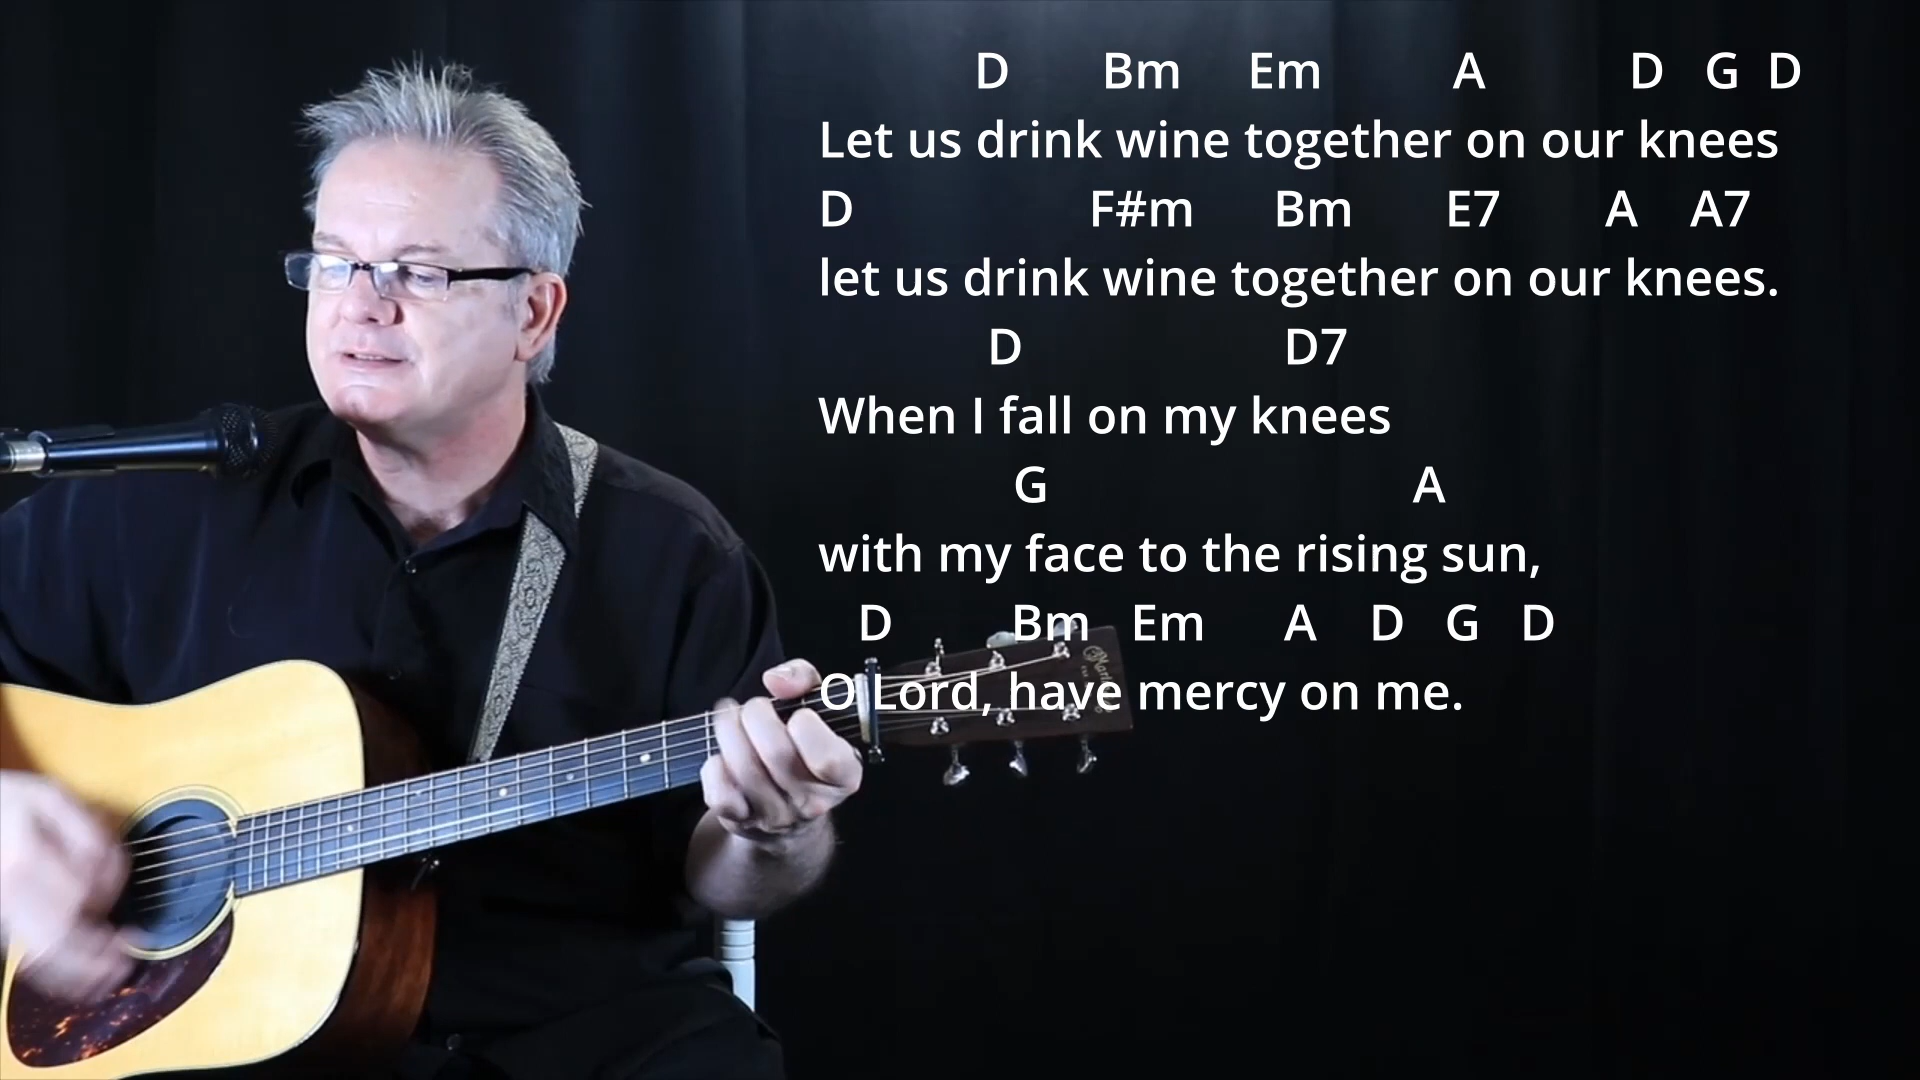 D Bm Em A D G D
Let us drink wine together on our knees
D F#m Bm E7 A A7
let us drink wine together on our knees.
D D7
When I fall on my knees
G A
with my face to the rising sun,
D Bm Em A D G D
O Lord, have mercy on me.
Martin